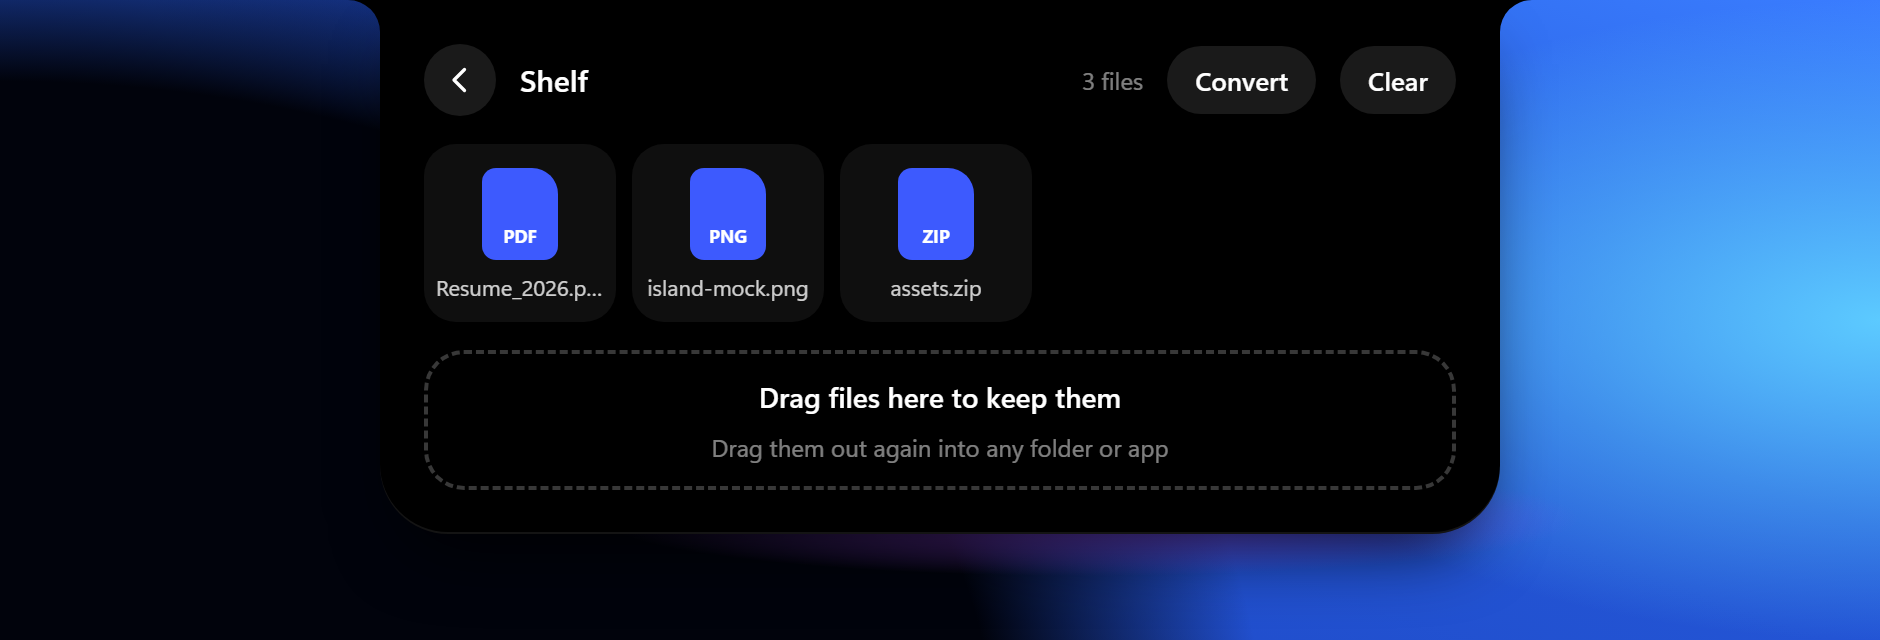 Shelf
3 files
Convert
Clear
PDF
PNG
ZIP
Resume_2026.p...
island-mock.png
assets.zip
Drag files here to keep them
Drag them out again into any folder or app